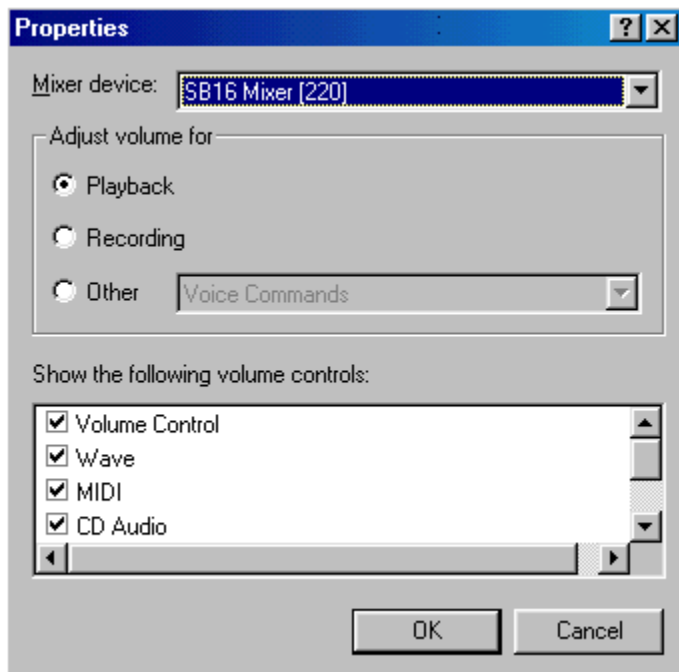 Properties
Mixer device: SB16 Mixer [220]
Adjust volume for
Playback
Recording
Other Voice Commands
Show the following volume controls:
Volume Control
Wave
MIDI
CD Audio
OK Cancel